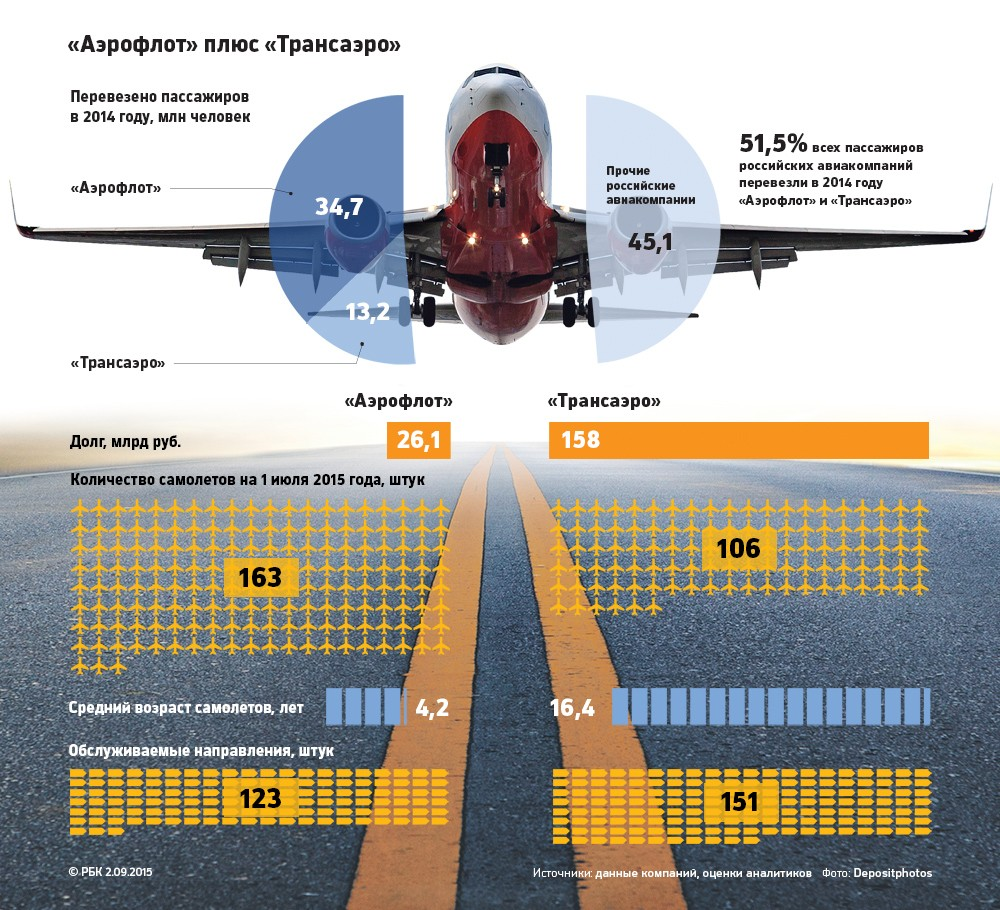 «Аэрофлот» плюс «Трансаэро»
Перевезено пассажиров
в 2014 году, млн человек
«Аэрофлот»
34,7
13,2
«Трансаэро»
Прочие
российские
авиакомпании
45,1
51,5% всех пассажиров
российских авиакомпаний
перевезли в 2014 году
«Аэрофлот» и «Трансаэро»
«Аэрофлот»
«Трансаэро»
Долг, млрд руб.
26,1
158
Количество самолетов на 1 июля 2015 года, штук
163
106
Средний возраст самолетов, лет
4,2
16,4
Обслуживаемые направления, штук
123
151
© РБК 2.09.2015
Источники: данные компаний, оценки аналитиков Фото: Depositphotos